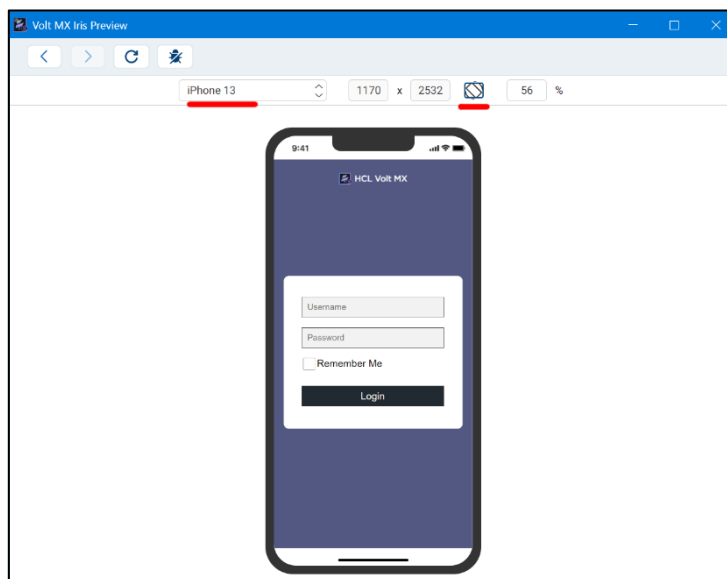 Volt MX Iris Preview
iPhone 13 1170 x 2532 56 %
9:41
HCL Volt MX
Username
Password
Remember Me
Login